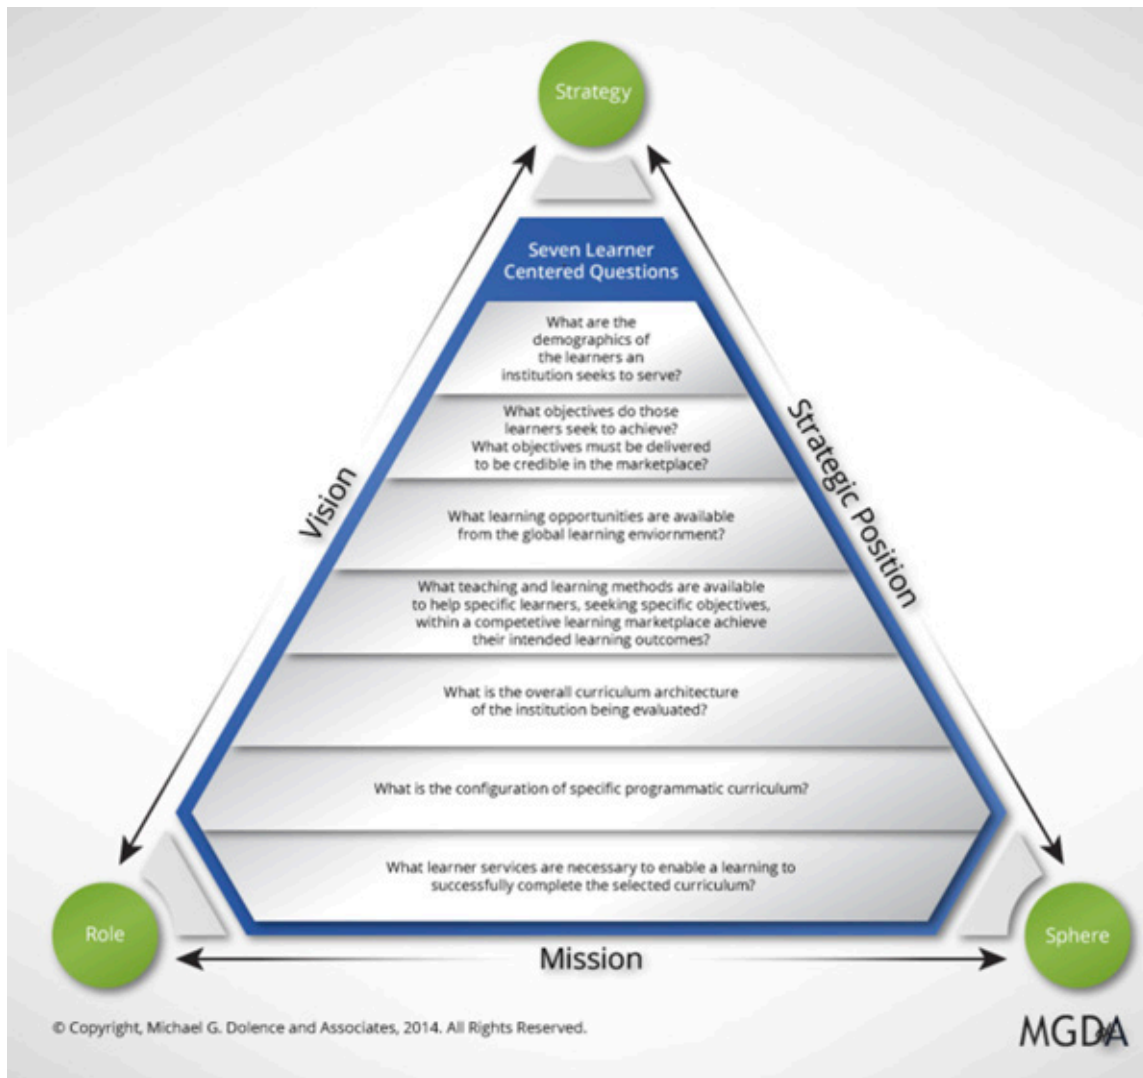 Strategy
Seven Learner
Centered Questions
What are the
demographics of
the learners an
institution seeks to serve?
What objectives do those
learners seek to achieve?
What objectives must be delivered
to be credible in the marketplace?
What learning opportunities are available
from the global learning enviornment?
What teaching and learning methods are available
to help specific learners, seeking specific objectives,
within a competetive learning marketplace achieve
their intended learning outcomes?
What is the overall curriculum architecture
of the institution being evaluated?
What is the configuration of specific programmatic curriculum?
What learner services are necessary to enable a learning to
successfully complete the selected curriculum?
Vision
Strategic Position
Role
Mission
Sphere
© Copyright, Michael G. Dolence and Associates, 2014. All Rights Reserved.
MGDA